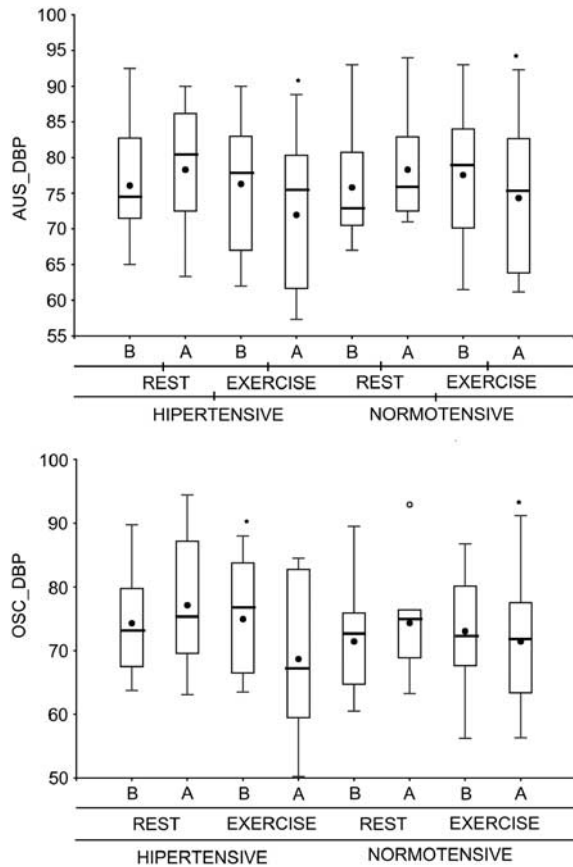 100
95
90
85
80
75
70
65
60
55
AUS_DBP
* *
B A B A B A B A
REST EXERCISE REST EXERCISE
HIPERTENSIVE NORMOTENSIVE
100
90
80
70
60
50
OSC_DBP
* *
B A B A B A B A
REST EXERCISE REST EXERCISE
HIPERTENSIVE NORMOTENSIVE